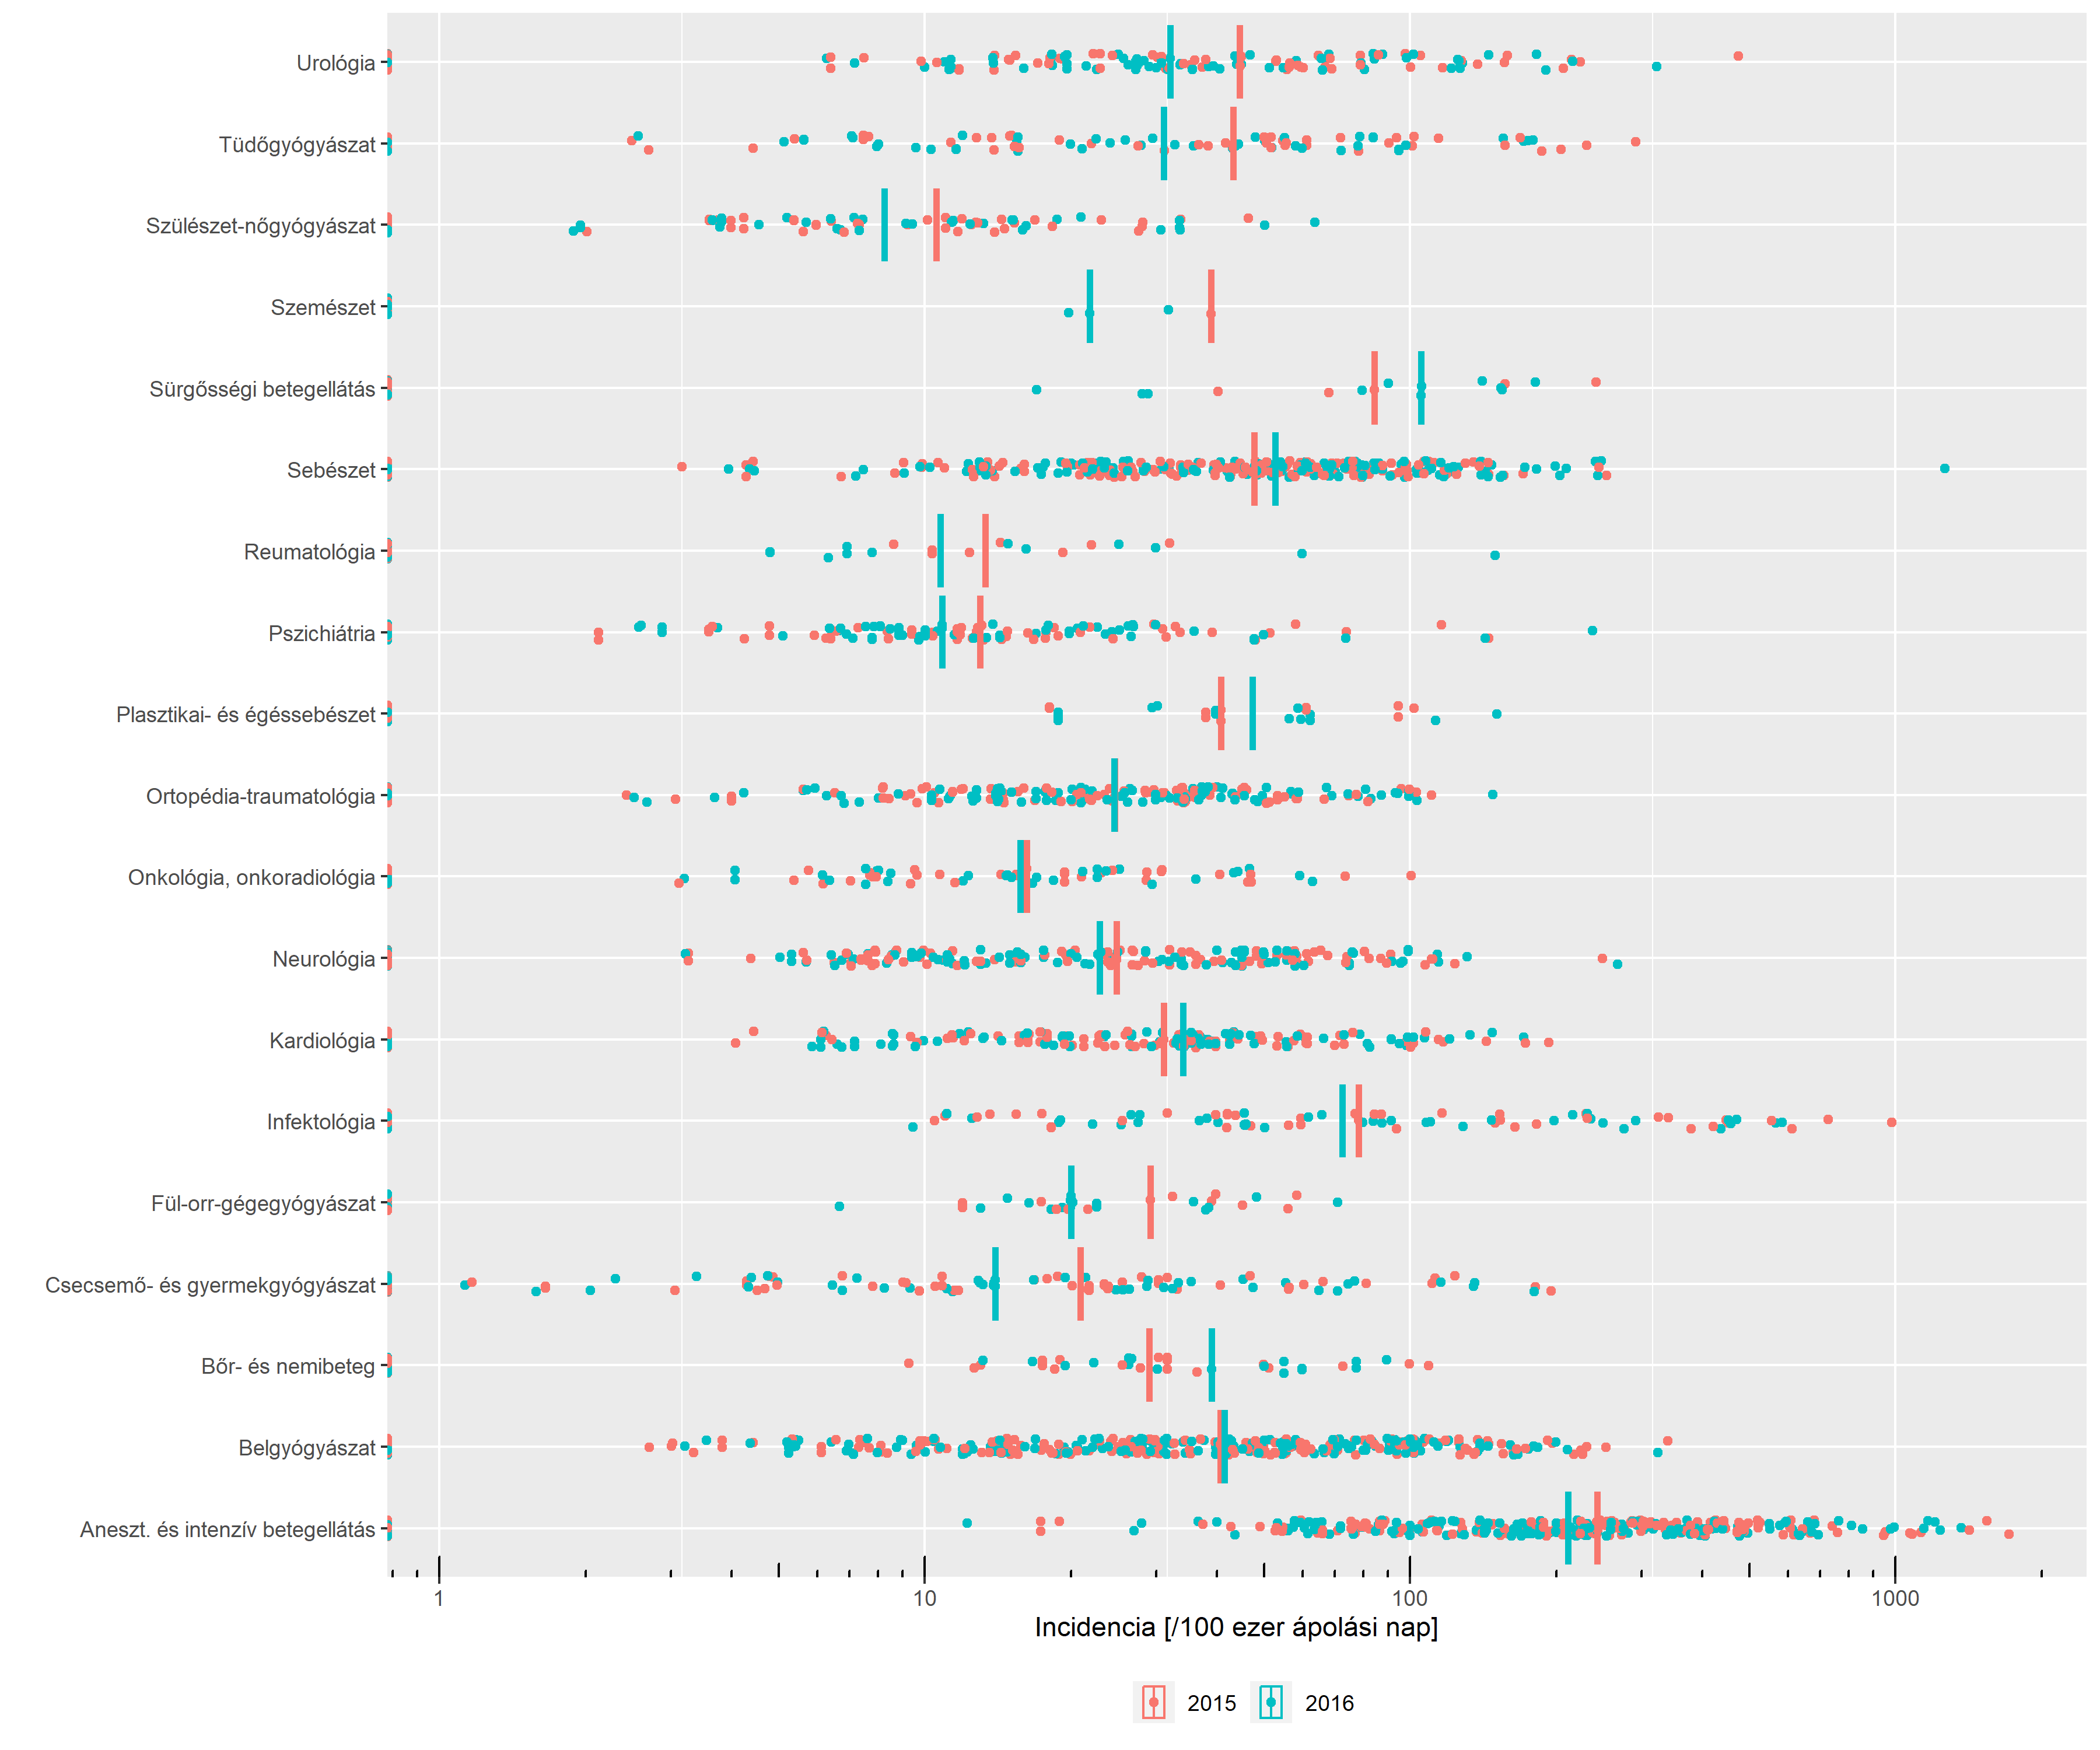 Urológia
Tüdőgyógyászat
Szülészet-nőgyógyászat
Szemészet
Sürgősségi betegellátás
Sebészet
Reumatológia
Pszichiátria
Plasztikai- és égéssebészet
Ortopédia-traumatológia
Onkológia, onkoradiológia
Neurológia
Kardiológia
Infektológia
Fül-orr-gégegyógyászat
Csecsemő- és gyermekgyógyászat
Bőr- és nemibeteg
Belgyógyászat
Aneszt. és intenzív betegellátás
1 10 100 1000
Incidencia [/100 ezer ápolási nap]
2015 2016